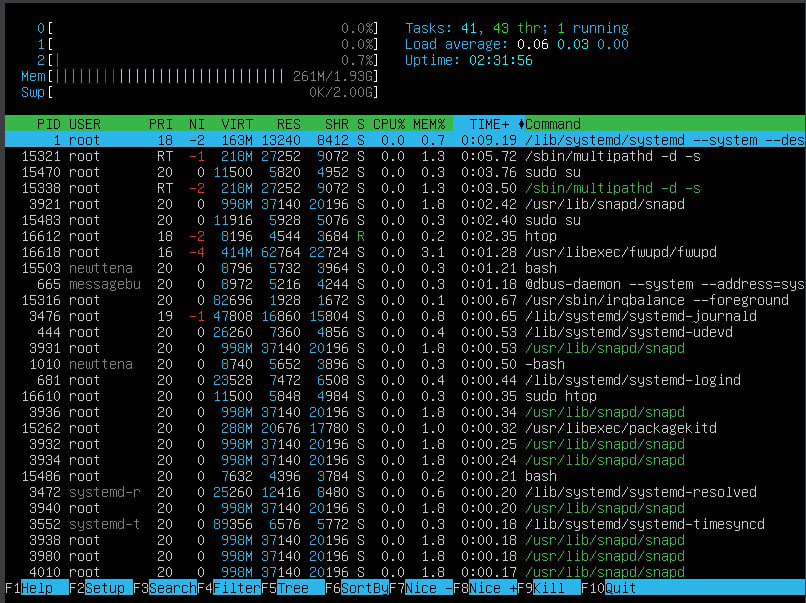 0[ 0.0%] Tasks: 41, 43 thr; 1 running
1[ 0.0%] Load average: 0.06 0.03 0.00
2[| 0.7%] Uptime: 02:31:56
Mem[|||||||||||||||||||||||||||||| 261M/1.93G]
Swp[ 0K/2.00G]
PID USER PRI NI VIRT RES SHR S CPU% MEM% TIME+ Command
1 root 18 -2 163M 13240 8412 S 0.0 0.7 0:09.19 /lib/systemd/systemd --system --des
15321 root RT -1 218M 27252 9072 S 0.0 1.3 0:05.72 /sbin/multipathd -d -s
15470 root 20 0 11500 5820 4952 S 0.0 0.3 0:03.76 sudo su
15338 root RT -2 218M 27252 9072 S 0.0 1.3 0:03.50 /sbin/multipathd -d -s
3921 root 20 0 998M 37140 20196 S 0.0 1.8 0:02.42 /usr/lib/snapd/snapd
15483 root 20 0 11916 5928 5076 S 0.0 0.3 0:02.40 sudo su
16612 root 18 -2 8196 4544 3684 R 0.0 0.2 0:02.35 htop
16618 root 16 -4 414M 62764 22724 S 0.0 3.1 0:01.28 /usr/libexec/fwupd/fwupd
15503 newttena 20 0 8796 5732 3964 S 0.0 0.3 0:01.21 bash
665 messagebu 20 0 8972 5216 4244 S 0.0 0.3 0:01.18 @dbus-daemon --system --address=sys
15316 root 20 0 82696 1928 1672 S 0.0 0.1 0:00.67 /usr/sbin/irqbalance --foreground
3476 root 19 -1 47808 16860 15804 S 0.0 0.8 0:00.65 /lib/systemd/systemd-journald
444 root 20 0 26260 7360 4856 S 0.0 0.4 0:00.53 /lib/systemd/systemd-udevd
3931 root 20 0 998M 37140 20196 S 0.0 1.8 0:00.53 /usr/lib/snapd/snapd
1010 newttena 20 0 8740 5652 3896 S 0.0 0.3 0:00.50 -bash
681 root 20 0 23528 7472 6508 S 0.0 0.4 0:00.44 /lib/systemd/systemd-logind
16610 root 20 0 11500 5848 4984 S 0.0 0.3 0:00.35 sudo htop
3936 root 20 0 998M 37140 20196 S 0.0 1.8 0:00.34 /usr/lib/snapd/snapd
15262 root 20 0 288M 20676 17780 S 0.0 1.0 0:00.32 /usr/libexec/packagekitd
3932 root 20 0 998M 37140 20196 S 0.0 1.8 0:00.25 /usr/lib/snapd/snapd
3934 root 20 0 998M 37140 20196 S 0.0 1.8 0:00.24 /usr/lib/snapd/snapd
15486 root 20 0 7632 4396 3784 S 0.0 0.2 0:00.21 bash
3472 systemd-r 20 0 25260 12416 8480 S 0.0 0.6 0:00.20 /lib/systemd/systemd-resolved
3940 root 20 0 998M 37140 20196 S 0.0 1.8 0:00.20 /usr/lib/snapd/snapd
3552 systemd-t 20 0 89356 6576 5772 S 0.0 0.3 0:00.18 /lib/systemd/systemd-timesyncd
3938 root 20 0 998M 37140 20196 S 0.0 1.8 0:00.18 /usr/lib/snapd/snapd
3980 root 20 0 998M 37140 20196 S 0.0 1.8 0:00.18 /usr/lib/snapd/snapd
4010 root 20 0 998M 37140 20196 S 0.0 1.8 0:00.17 /usr/lib/snapd/snapd
F1Help F2Setup F3SearchF4FilterF5Tree F6SortByF7Nice -F8Nice +F9Kill F10Quit